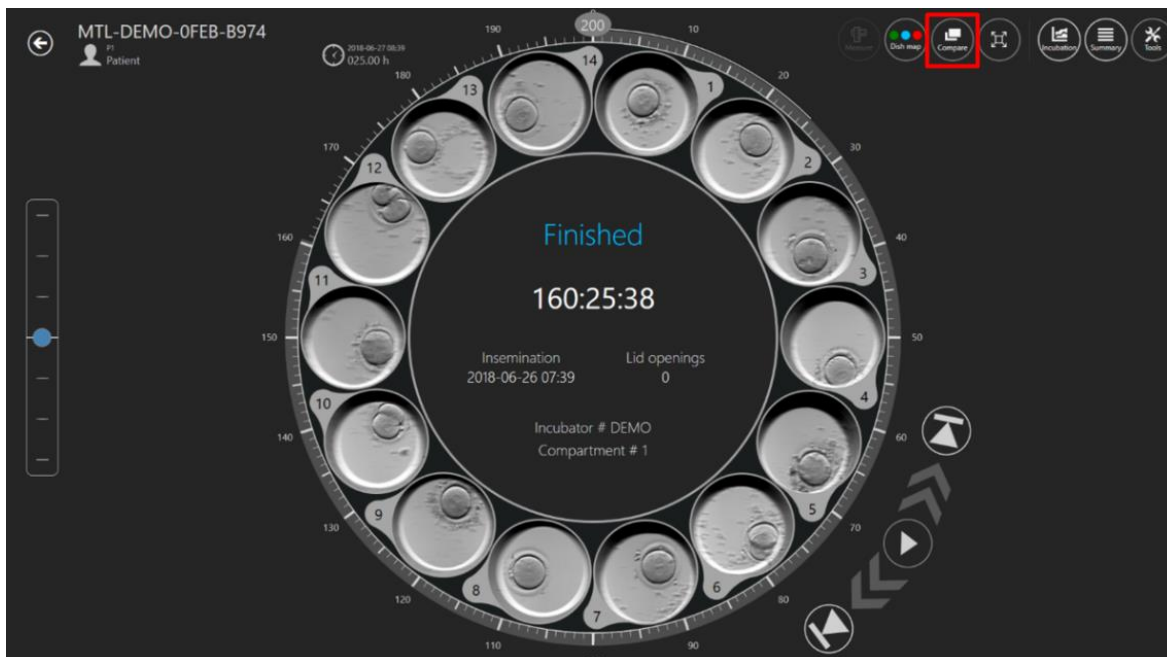 MTL-DEMO-0FEB-B974
P1
Patient
2018-06-27 08:39
025.00 h
Measure
Dish map
Compare
Incubation
Summary
Tools
200
10
20
30
40
50
60
70
80
90
110
120
130
140
150
160
170
180
190
1
2
3
4
5
6
7
8
9
10
11
12
13
14
Finished
160:25:38
Insemination
2018-06-26 07:39
Lid openings
0
Incubator # DEMO
Compartment # 1